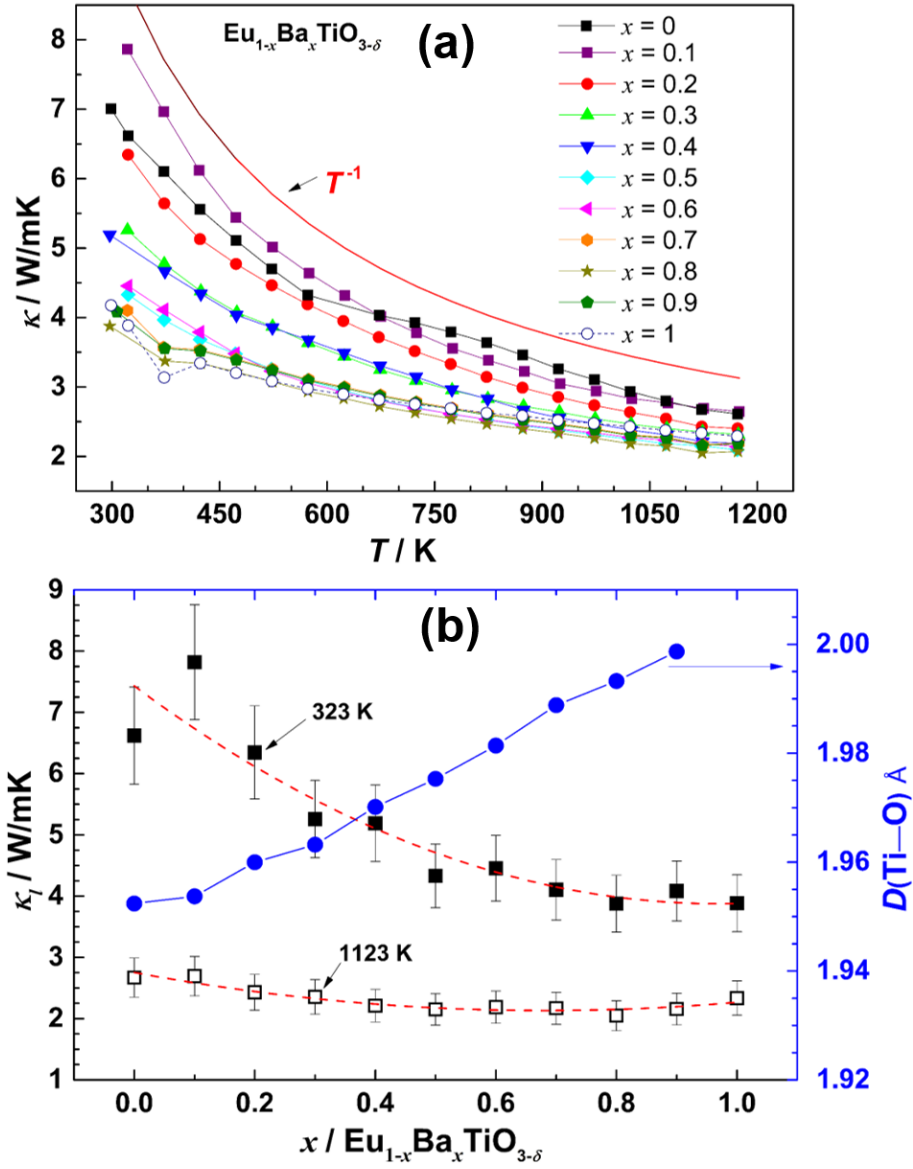 Eu₁₋ₓBaₓTiO₃₋δ
(a)
x = 0
x = 0.1
x = 0.2
x = 0.3
x = 0.4
x = 0.5
x = 0.6
x = 0.7
x = 0.8
x = 0.9
x = 1
T⁻¹
κ / W/mK
8
7
6
5
4
3
2
300 450 600 750 900 1050 1200
T / K
(b)
323 K
1123 K
κₗ / W/mK
9
8
7
6
5
4
3
2
1
D(Ti—O) Å
2.00
1.98
1.96
1.94
1.92
0.0 0.2 0.4 0.6 0.8 1.0
x / Eu₁₋ₓBaₓTiO₃₋δ